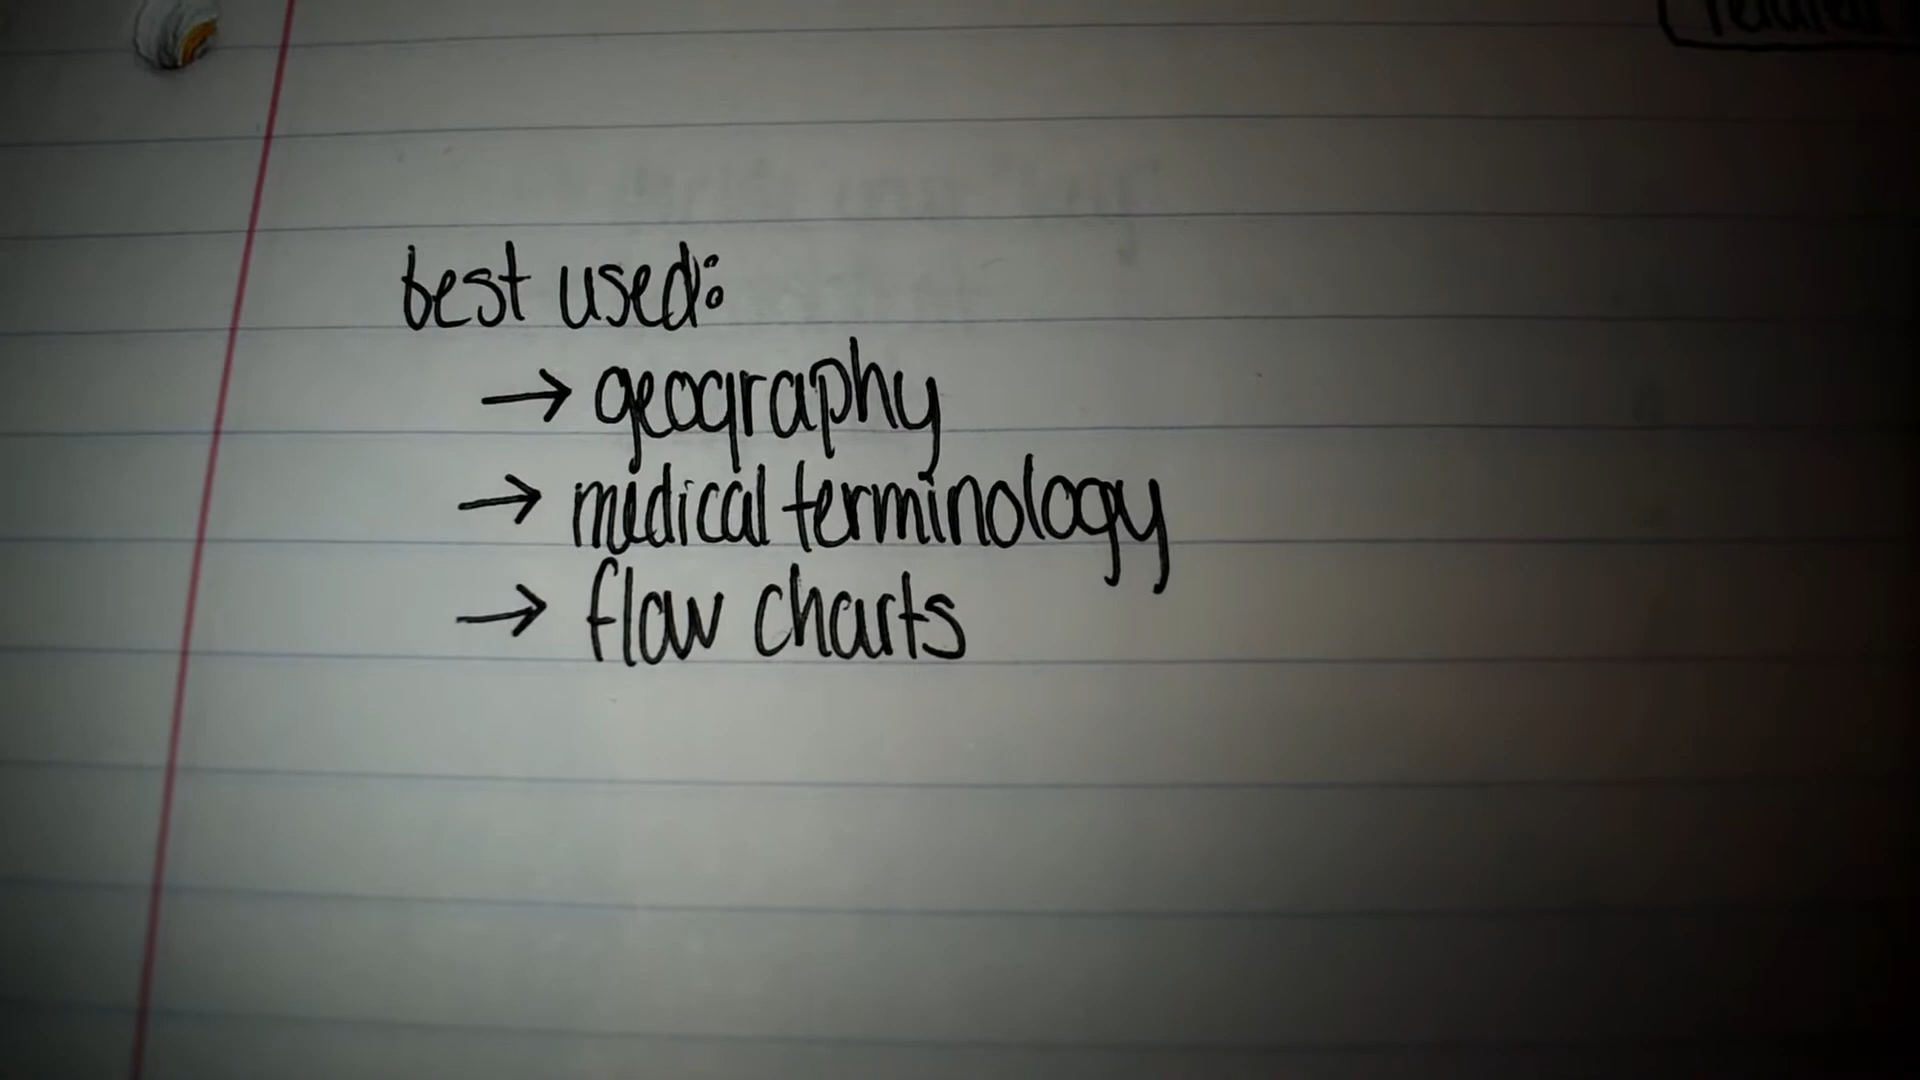 best used:
→ geography
→ medical terminology
→ flow charts